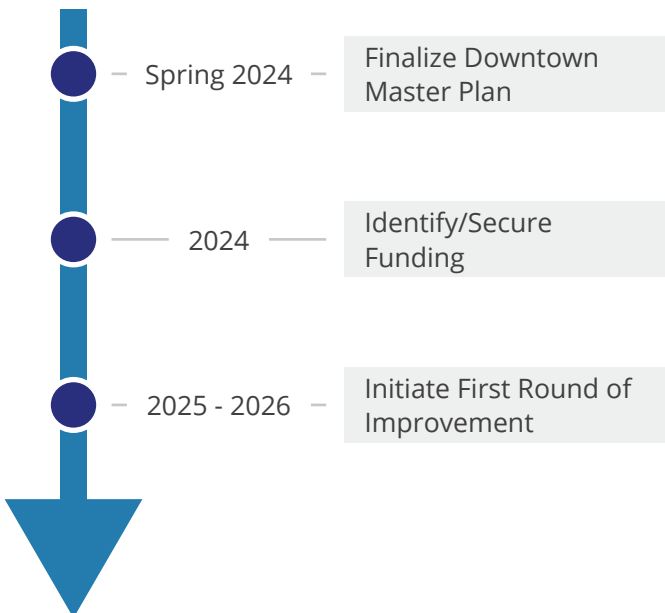 Spring 2024
Finalize Downtown
Master Plan
2024
Identify/Secure
Funding
2025 - 2026
Initiate First Round of
Improvement